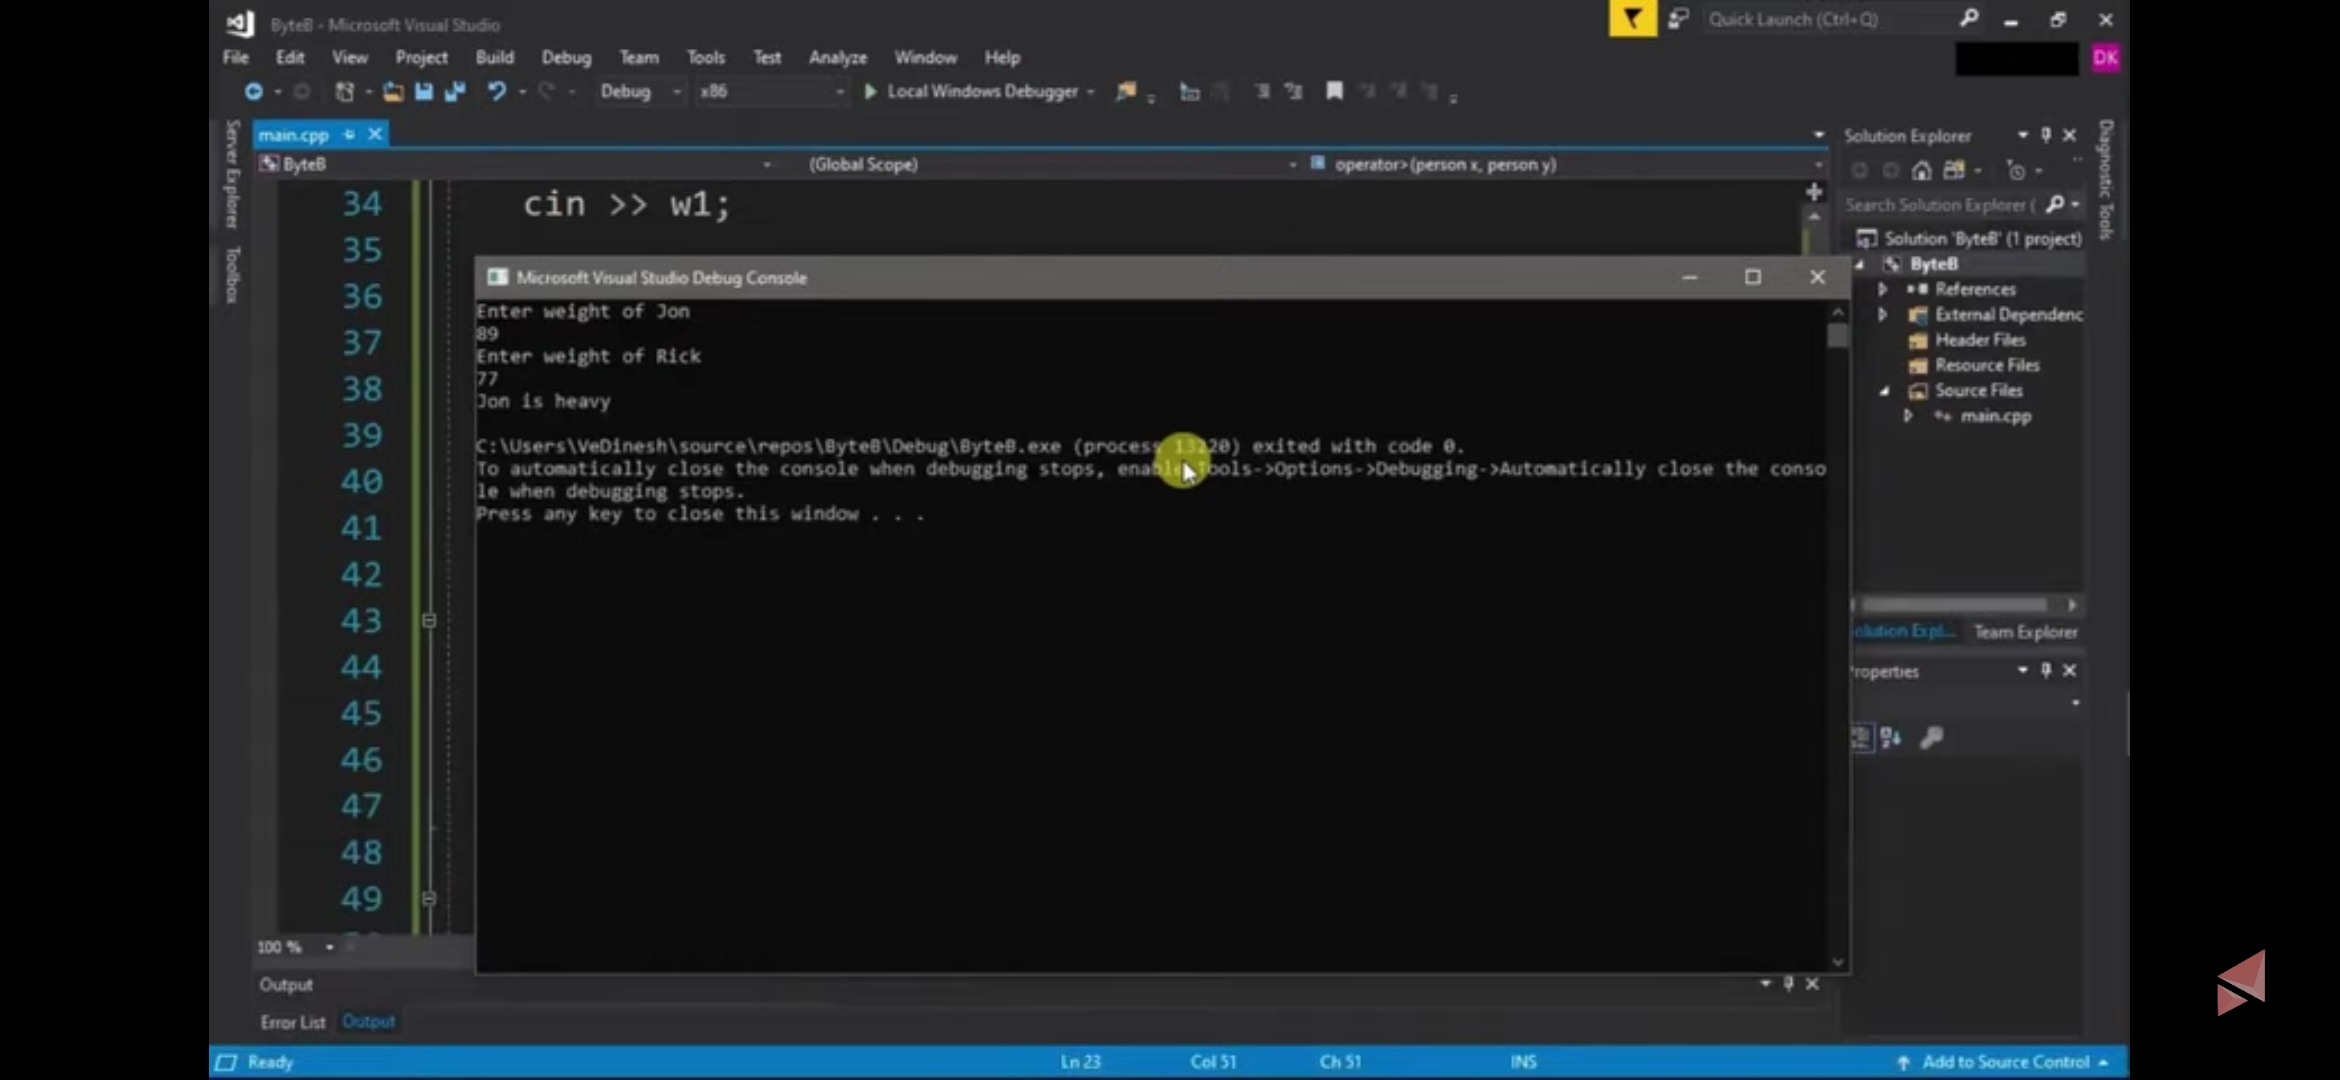 ByteB - Microsoft Visual Studio
Quick Launch (Ctrl+Q)
File Edit View Project Build Debug Team Tools Test Analyze Window Help
DK
Debug x86 Local Windows Debugger
Server Explorer
Toolbox
main.cpp
ByteB (Global Scope) operator>(person x, person y)
34 cin >> w1;
35
36
37
38
39
40
41
42
43
44
45
46
47
48
49
Microsoft Visual Studio Debug Console
Enter weight of Jon
89
Enter weight of Rick
77
Jon is heavy
C:\Users\VeDinesh\source\repos\ByteB\Debug\ByteB.exe (process 13220) exited with code 0.
To automatically close the console when debugging stops, enable Tools->Options->Debugging->Automatically close the conso
le when debugging stops.
Press any key to close this window . . .
Solution Explorer
Search Solution Explorer (
Solution 'ByteB' (1 project)
ByteB
References
External Dependenc
Header Files
Resource Files
Source Files
main.cpp
olution Expl... Team Explorer
roperties
Diagnostic Tools
100 %
Output
Error List Output
Ready Ln 23 Col 51 Ch 51 INS Add to Source Control